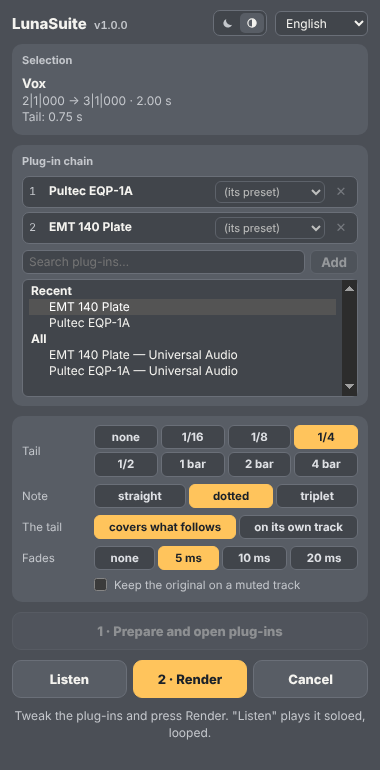 LunaSuite v1.0.0 English
Selection
Vox
2|1|000 → 3|1|000 · 2.00 s
Tail: 0.75 s
Plug-in chain
1 Pultec EQP-1A (its preset) ×
2 EMT 140 Plate (its preset) ×
Search plug-ins... Add
Recent
EMT 140 Plate
Pultec EQP-1A
All
EMT 140 Plate — Universal Audio
Pultec EQP-1A — Universal Audio
Tail none 1/16 1/8 1/4
1/2 1 bar 2 bar 4 bar
Note straight dotted triplet
The tail covers what follows on its own track
Fades none 5 ms 10 ms 20 ms
Keep the original on a muted track
1 · Prepare and open plug-ins
Listen 2 · Render Cancel
Tweak the plug-ins and press Render. "Listen" plays it soloed,
looped.